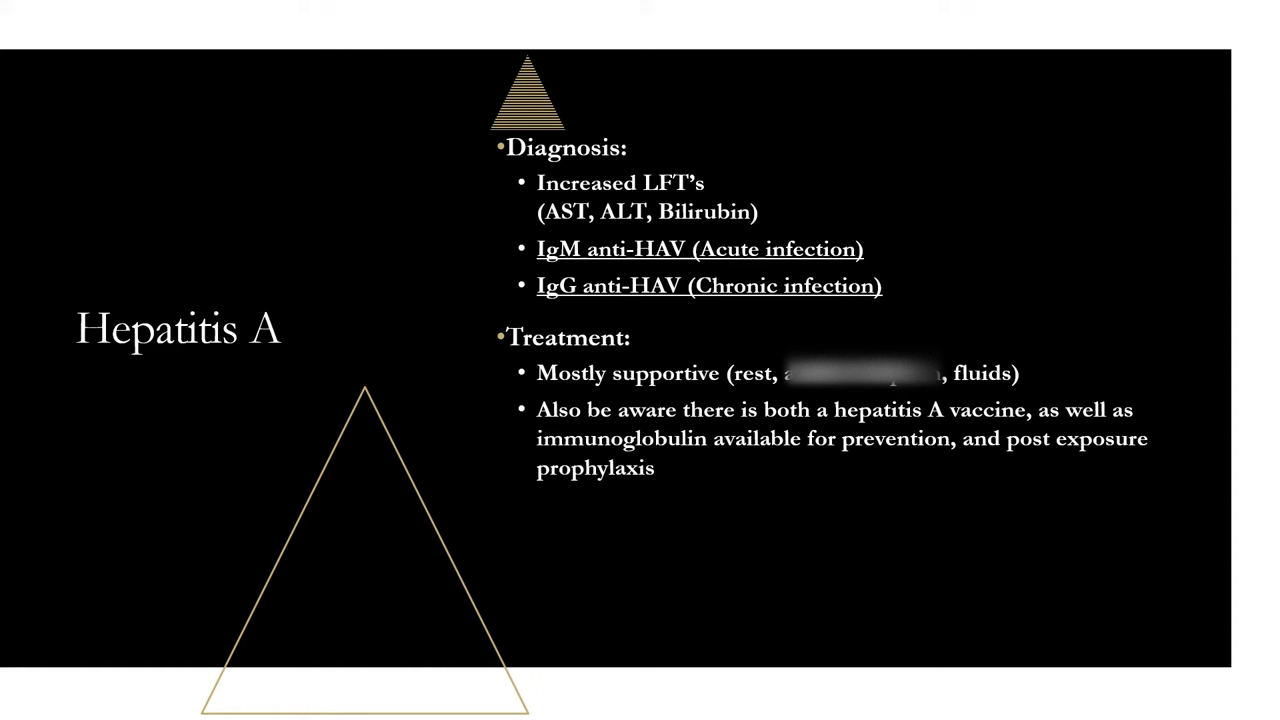 Hepatitis A
•Diagnosis:
• Increased LFT’s
(AST, ALT, Bilirubin)
• IgM anti-HAV (Acute infection)
• IgG anti-HAV (Chronic infection)
•Treatment:
• Mostly supportive (rest, , fluids)
• Also be aware there is both a hepatitis A vaccine, as well as
immunoglobulin available for prevention, and post exposure
prophylaxis